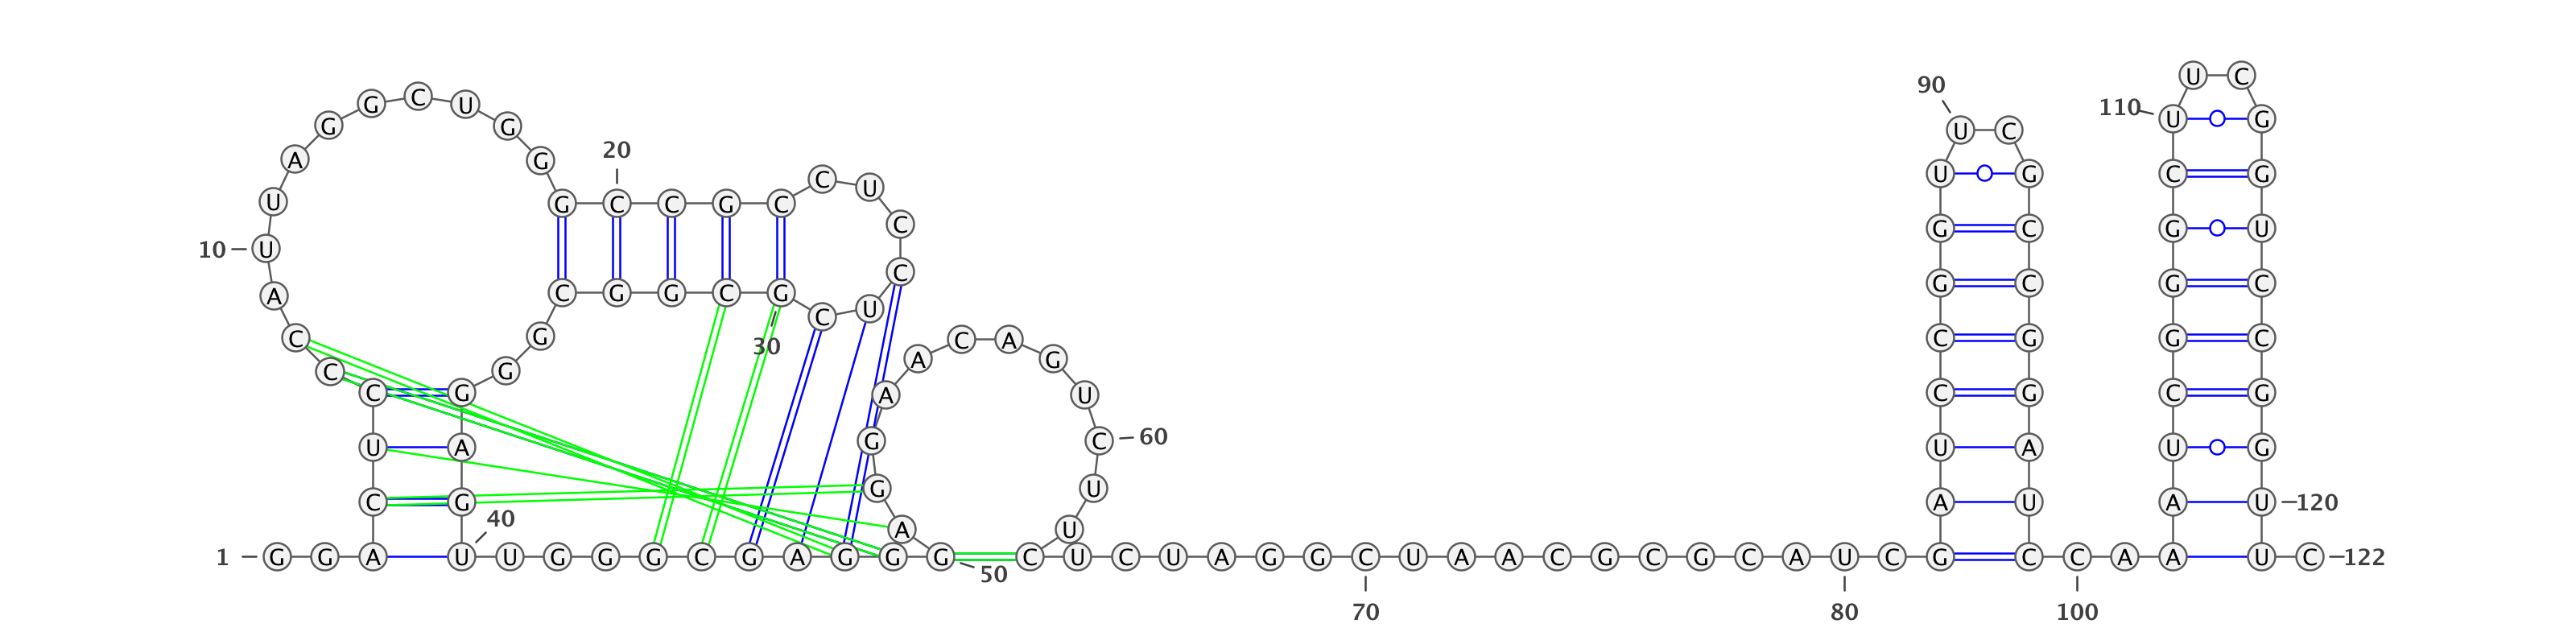 1
G G A C U C C C A U
10
U A G G C U G G G C
20
C G C C U C C U C G
30
C G G C G G G A G U
40
U G G G C G A G G G
50
A G G A A C A G U C
60
U U C U C U A G G C
70
U A A C G C G C A U
80
C G A U C C G G U U
90
C G C C G G A U C C
100
A A A U C G G G C U
110
U C G G U C C G G U
120
U C
122